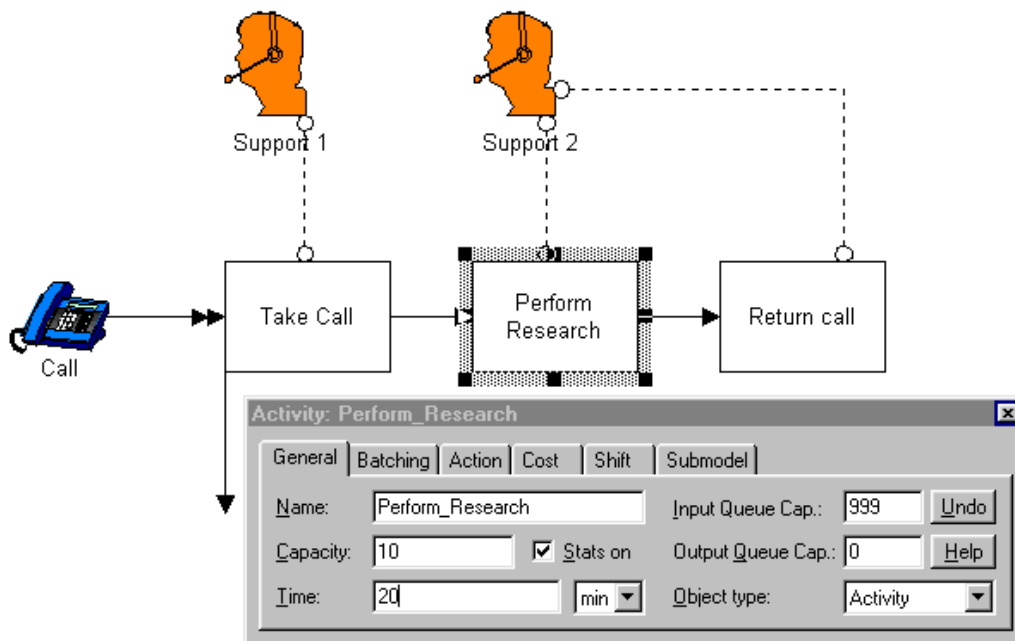 Support 1
Support 2
Take Call
Perform
Research
Return call
Call
Activity: Perform_Research
General Batching Action Cost Shift Submodel
Name: Perform_Research Input Queue Cap.: 999 Undo
Capacity: 10 Stats on Output Queue Cap.: 0 Help
Time: 20 min Object type: Activity